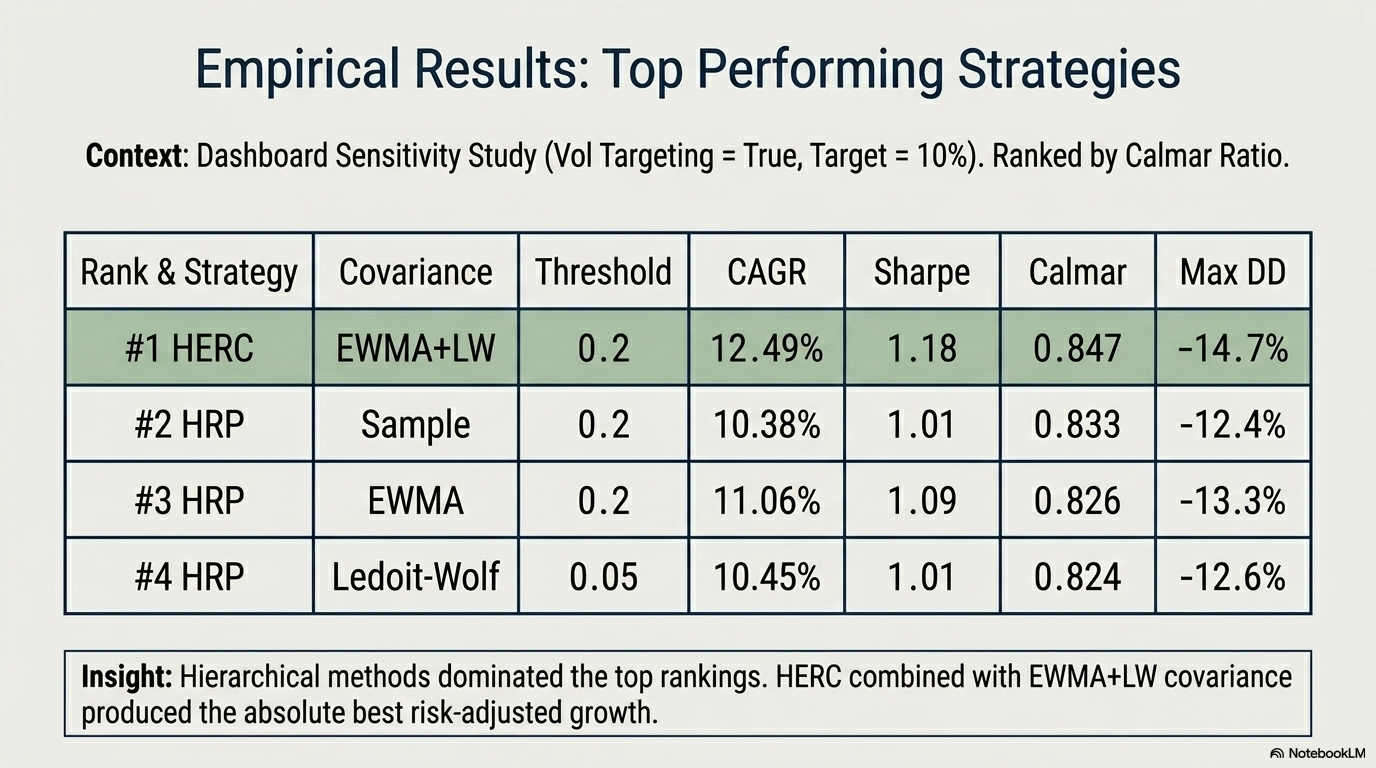 Empirical Results: Top Performing Strategies
Context: Dashboard Sensitivity Study (Vol Targeting = True, Target = 10%). Ranked by Calmar Ratio.
Rank & Strategy Covariance Threshold CAGR Sharpe Calmar Max DD
#1 HERC EWMA+LW 0.2 12.49% 1.18 0.847 -14.7%
#2 HRP Sample 0.2 10.38% 1.01 0.833 -12.4%
#3 HRP EWMA 0.2 11.06% 1.09 0.826 -13.3%
#4 HRP Ledoit-Wolf 0.05 10.45% 1.01 0.824 -12.6%
Insight: Hierarchical methods dominated the top rankings. HERC combined with EWMA+LW covariance
produced the absolute best risk-adjusted growth.
NotebookLM